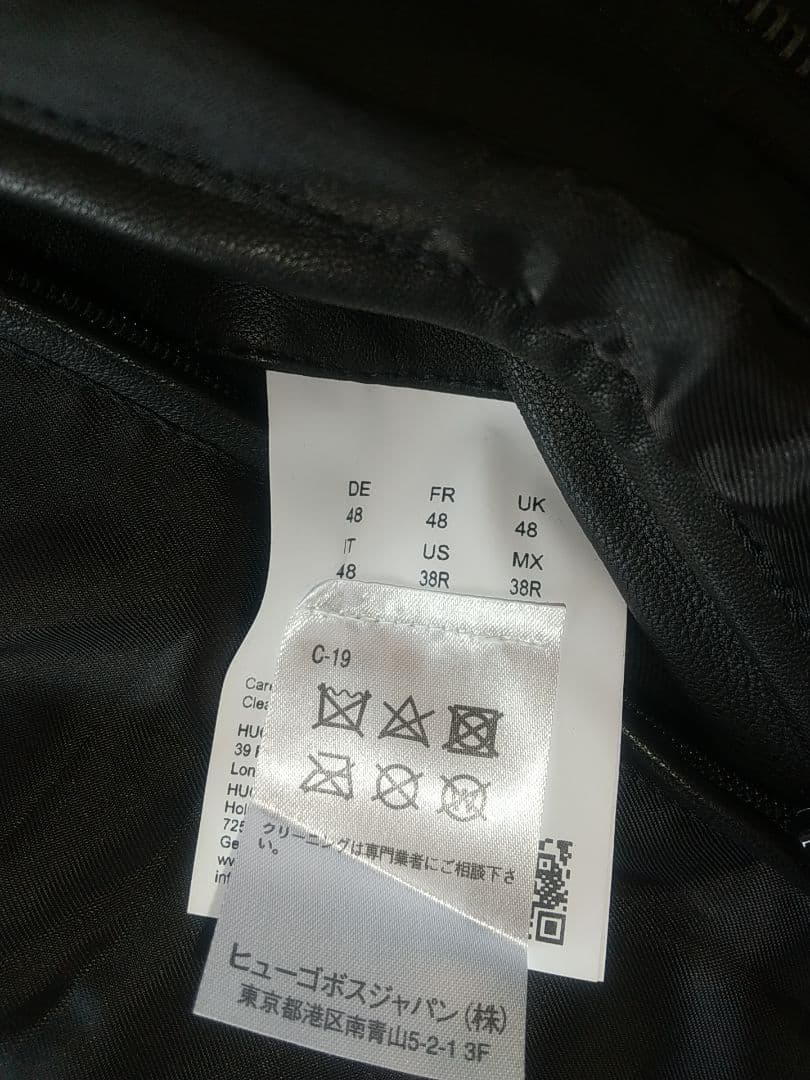 DE FR UK
48 48 48
IT US MX
48 38R 38R
C-19
Clea
HU
39
Lon
HU
Hol
725
Ge
クリーニングは専門業者にご相談下さ
い。
ヒューゴボスジャパン(株)
東京都港区南青山5-2-1 3F